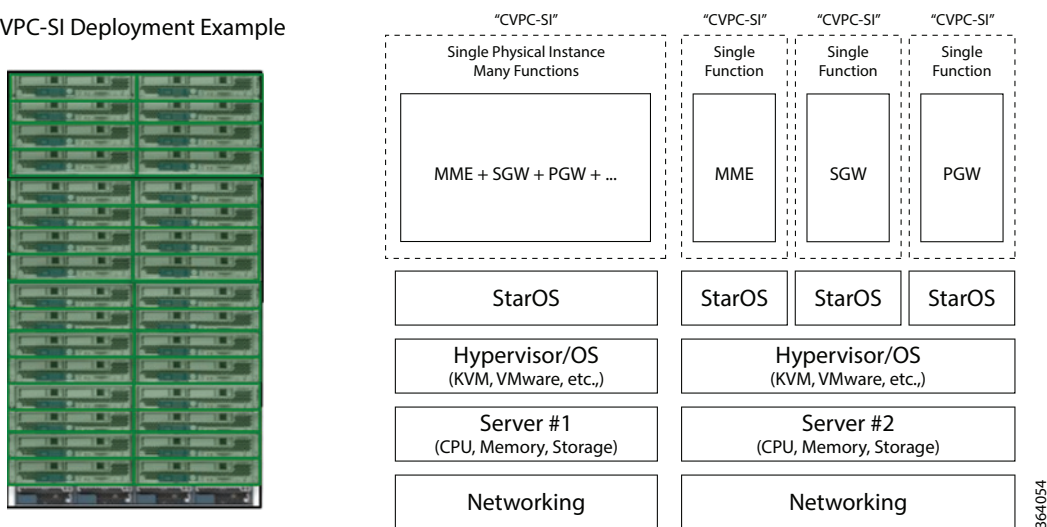 VPC-SI Deployment Example
“CVPC-SI”
Single Physical Instance
Many Functions
MME + SGW + PGW + ...
StarOS
Hypervisor/OS
(KVM, VMware, etc.,)
Server #1
(CPU, Memory, Storage)
Networking
“CVPC-SI”
Single
Function
MME
StarOS
“CVPC-SI”
Single
Function
SGW
StarOS
“CVPC-SI”
Single
Function
PGW
StarOS
Hypervisor/OS
(KVM, VMware, etc.,)
Server #2
(CPU, Memory, Storage)
Networking
364054